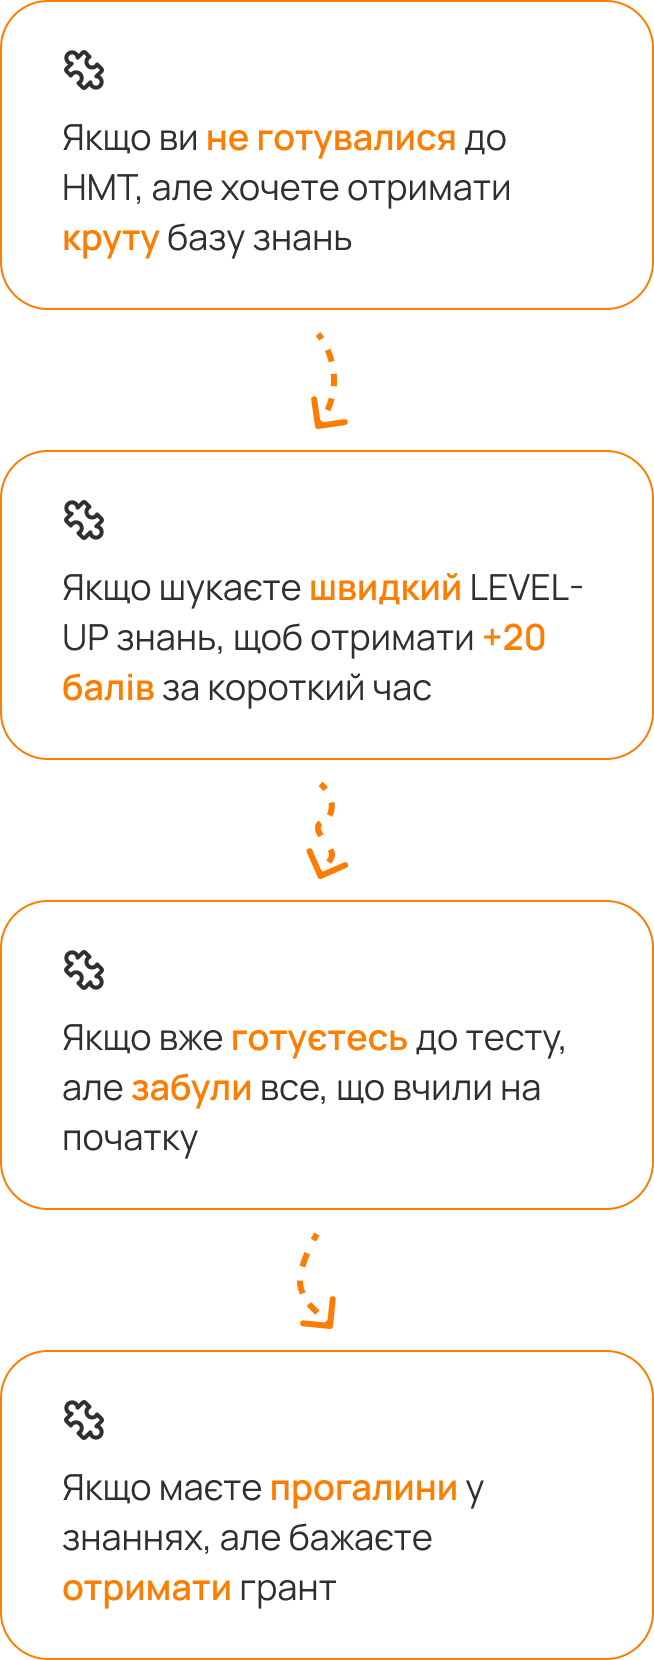 Якщо ви не готувалися до
НМТ, але хочете отримати
круту базу знань
Якщо шукаєте швидкий LEVEL-
UP знань, щоб отримати +20
балів за короткий час
Якщо вже готуєтесь до тесту,
але забули все, що вчили на
початку
Якщо маєте прогалини у
знаннях, але бажаєте
отримати грант